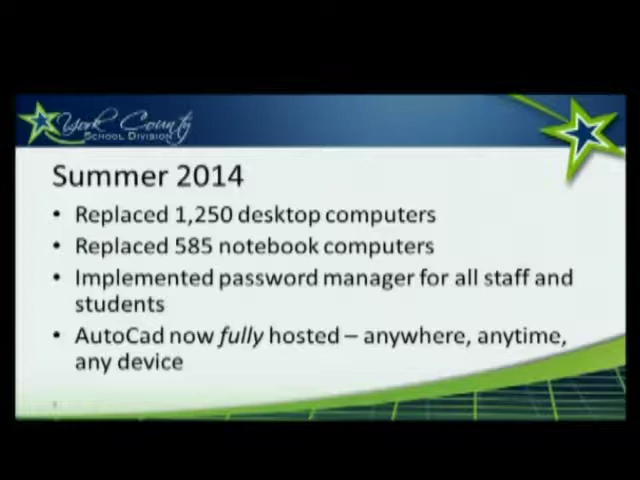 York County
SCHOOL DIVISION
Summer 2014
• Replaced 1,250 desktop computers
• Replaced 585 notebook computers
• Implemented password manager for all staff and
students
• AutoCad now fully hosted – anywhere, anytime,
any device